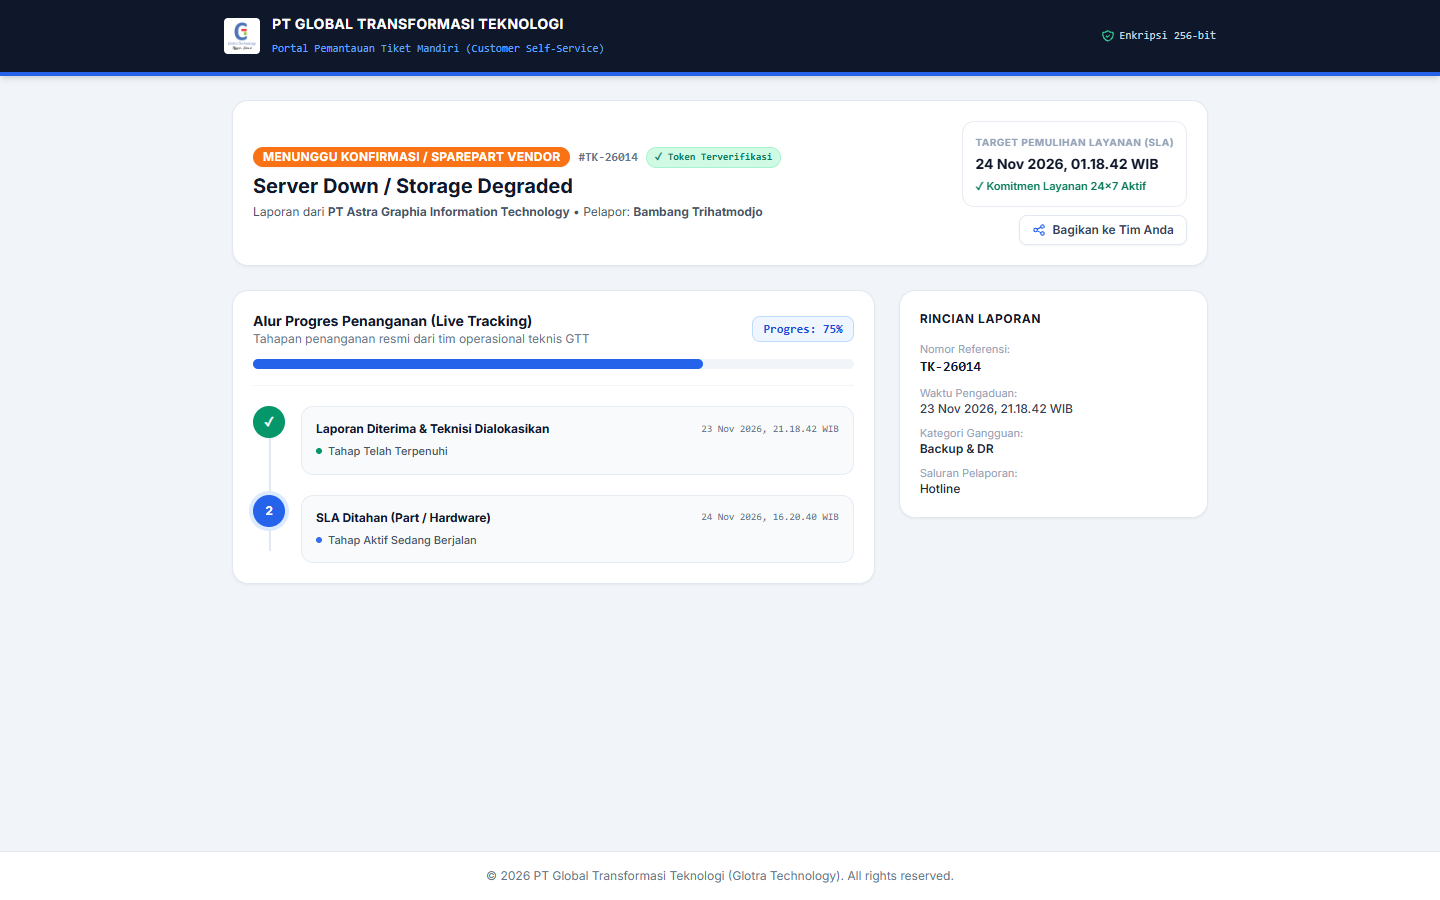 PT GLOBAL TRANSFORMASI TEKNOLOGI
Portal Pemantauan Tiket Mandiri (Customer Self-Service)
Enkripsi 256-bit
MENUNGGU KONFIRMASI / SPAREPART VENDOR
#TK-26014
✓ Token Terverifikasi
Server Down / Storage Degraded
Laporan dari PT Astra Graphia Information Technology • Pelapor: Bambang Trihatmodjo
TARGET PEMULIHAN LAYANAN (SLA)
24 Nov 2026, 01.18.42 WIB
✓ Komitmen Layanan 24×7 Aktif
Bagikan ke Tim Anda
Alur Progres Penanganan (Live Tracking)
Tahapan penanganan resmi dari tim operasional teknis GTT
Progres: 75%
✓
Laporan Diterima & Teknisi Dialokasikan
23 Nov 2026, 21.18.42 WIB
Tahap Telah Terpenuhi
2
SLA Ditahan (Part / Hardware)
24 Nov 2026, 16.20.40 WIB
Tahap Aktif Sedang Berjalan
RINCIAN LAPORAN
Nomor Referensi:
TK-26014
Waktu Pengaduan:
23 Nov 2026, 21.18.42 WIB
Kategori Gangguan:
Backup & DR
Saluran Pelaporan:
Hotline
© 2026 PT Global Transformasi Teknologi (Glotra Technology). All rights reserved.